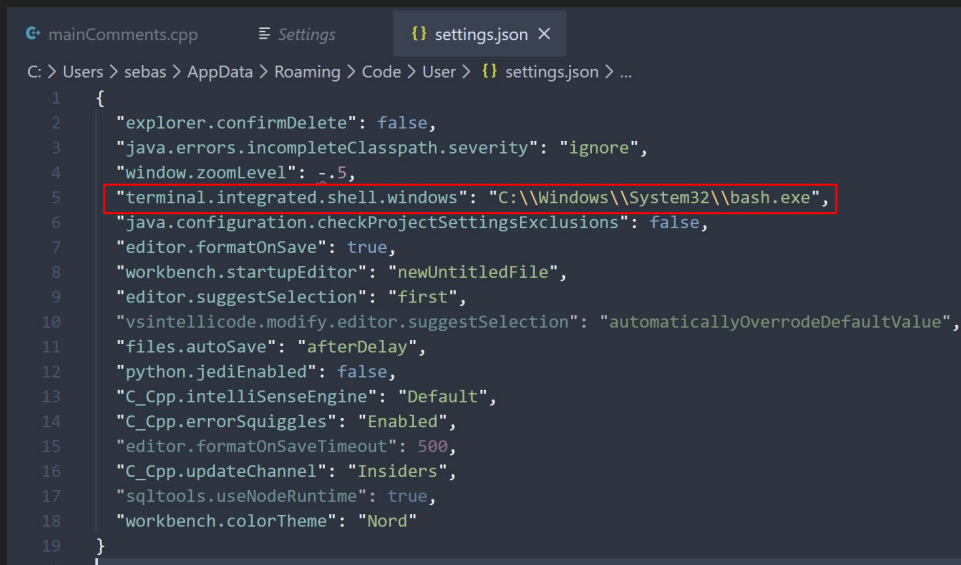 mainComments.cpp Settings {} settings.json ×
C: > Users > sebas > AppData > Roaming > Code > User > {} settings.json > ...
1 {
2 "explorer.confirmDelete": false,
3 "java.errors.incompleteClasspath.severity": "ignore",
4 "window.zoomLevel": -.5,
5 "terminal.integrated.shell.windows": "C:\\Windows\\System32\\bash.exe",
6 "java.configuration.checkProjectSettingsExclusions": false,
7 "editor.formatOnSave": true,
8 "workbench.startupEditor": "newUntitledFile",
9 "editor.suggestSelection": "first",
10 "vsintellicode.modify.editor.suggestSelection": "automaticallyOverrodeDefaultValue",
11 "files.autoSave": "afterDelay",
12 "python.jediEnabled": false,
13 "C_Cpp.intelliSenseEngine": "Default",
14 "C_Cpp.errorSquiggles": "Enabled",
15 "editor.formatOnSaveTimeout": 500,
16 "C_Cpp.updateChannel": "Insiders",
17 "sqltools.useNodeRuntime": true,
18 "workbench.colorTheme": "Nord"
19 }